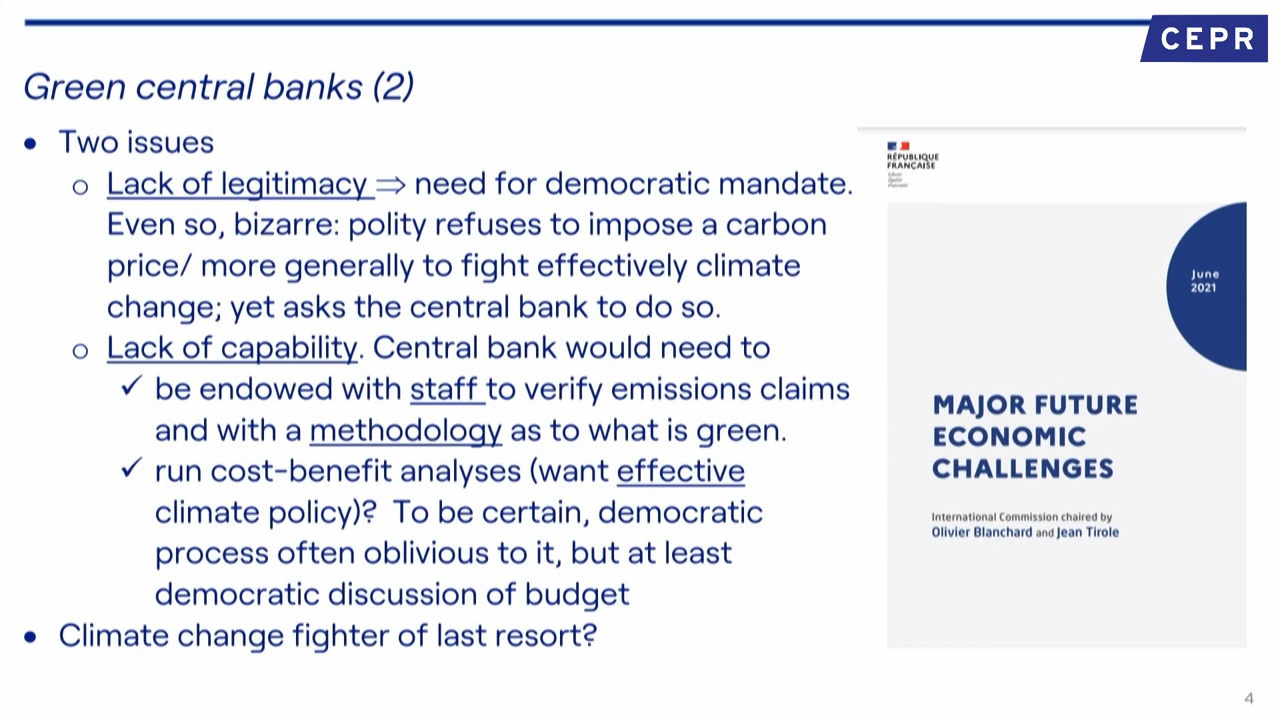 CEPR
Green central banks (2)
• Two issues
o Lack of legitimacy ⇒ need for democratic mandate.
Even so, bizarre: polity refuses to impose a carbon
price/ more generally to fight effectively climate
change; yet asks the central bank to do so.
o Lack of capability. Central bank would need to
✓ be endowed with staff to verify emissions claims
and with a methodology as to what is green.
✓ run cost-benefit analyses (want effective
climate policy)? To be certain, democratic
process often oblivious to it, but at least
democratic discussion of budget
• Climate change fighter of last resort?
RÉPUBLIQUE
FRANÇAISE
Liberté
Égalité
Fraternité
June
2021
MAJOR FUTURE
ECONOMIC
CHALLENGES
International Commission chaired by
Olivier Blanchard and Jean Tirole
4